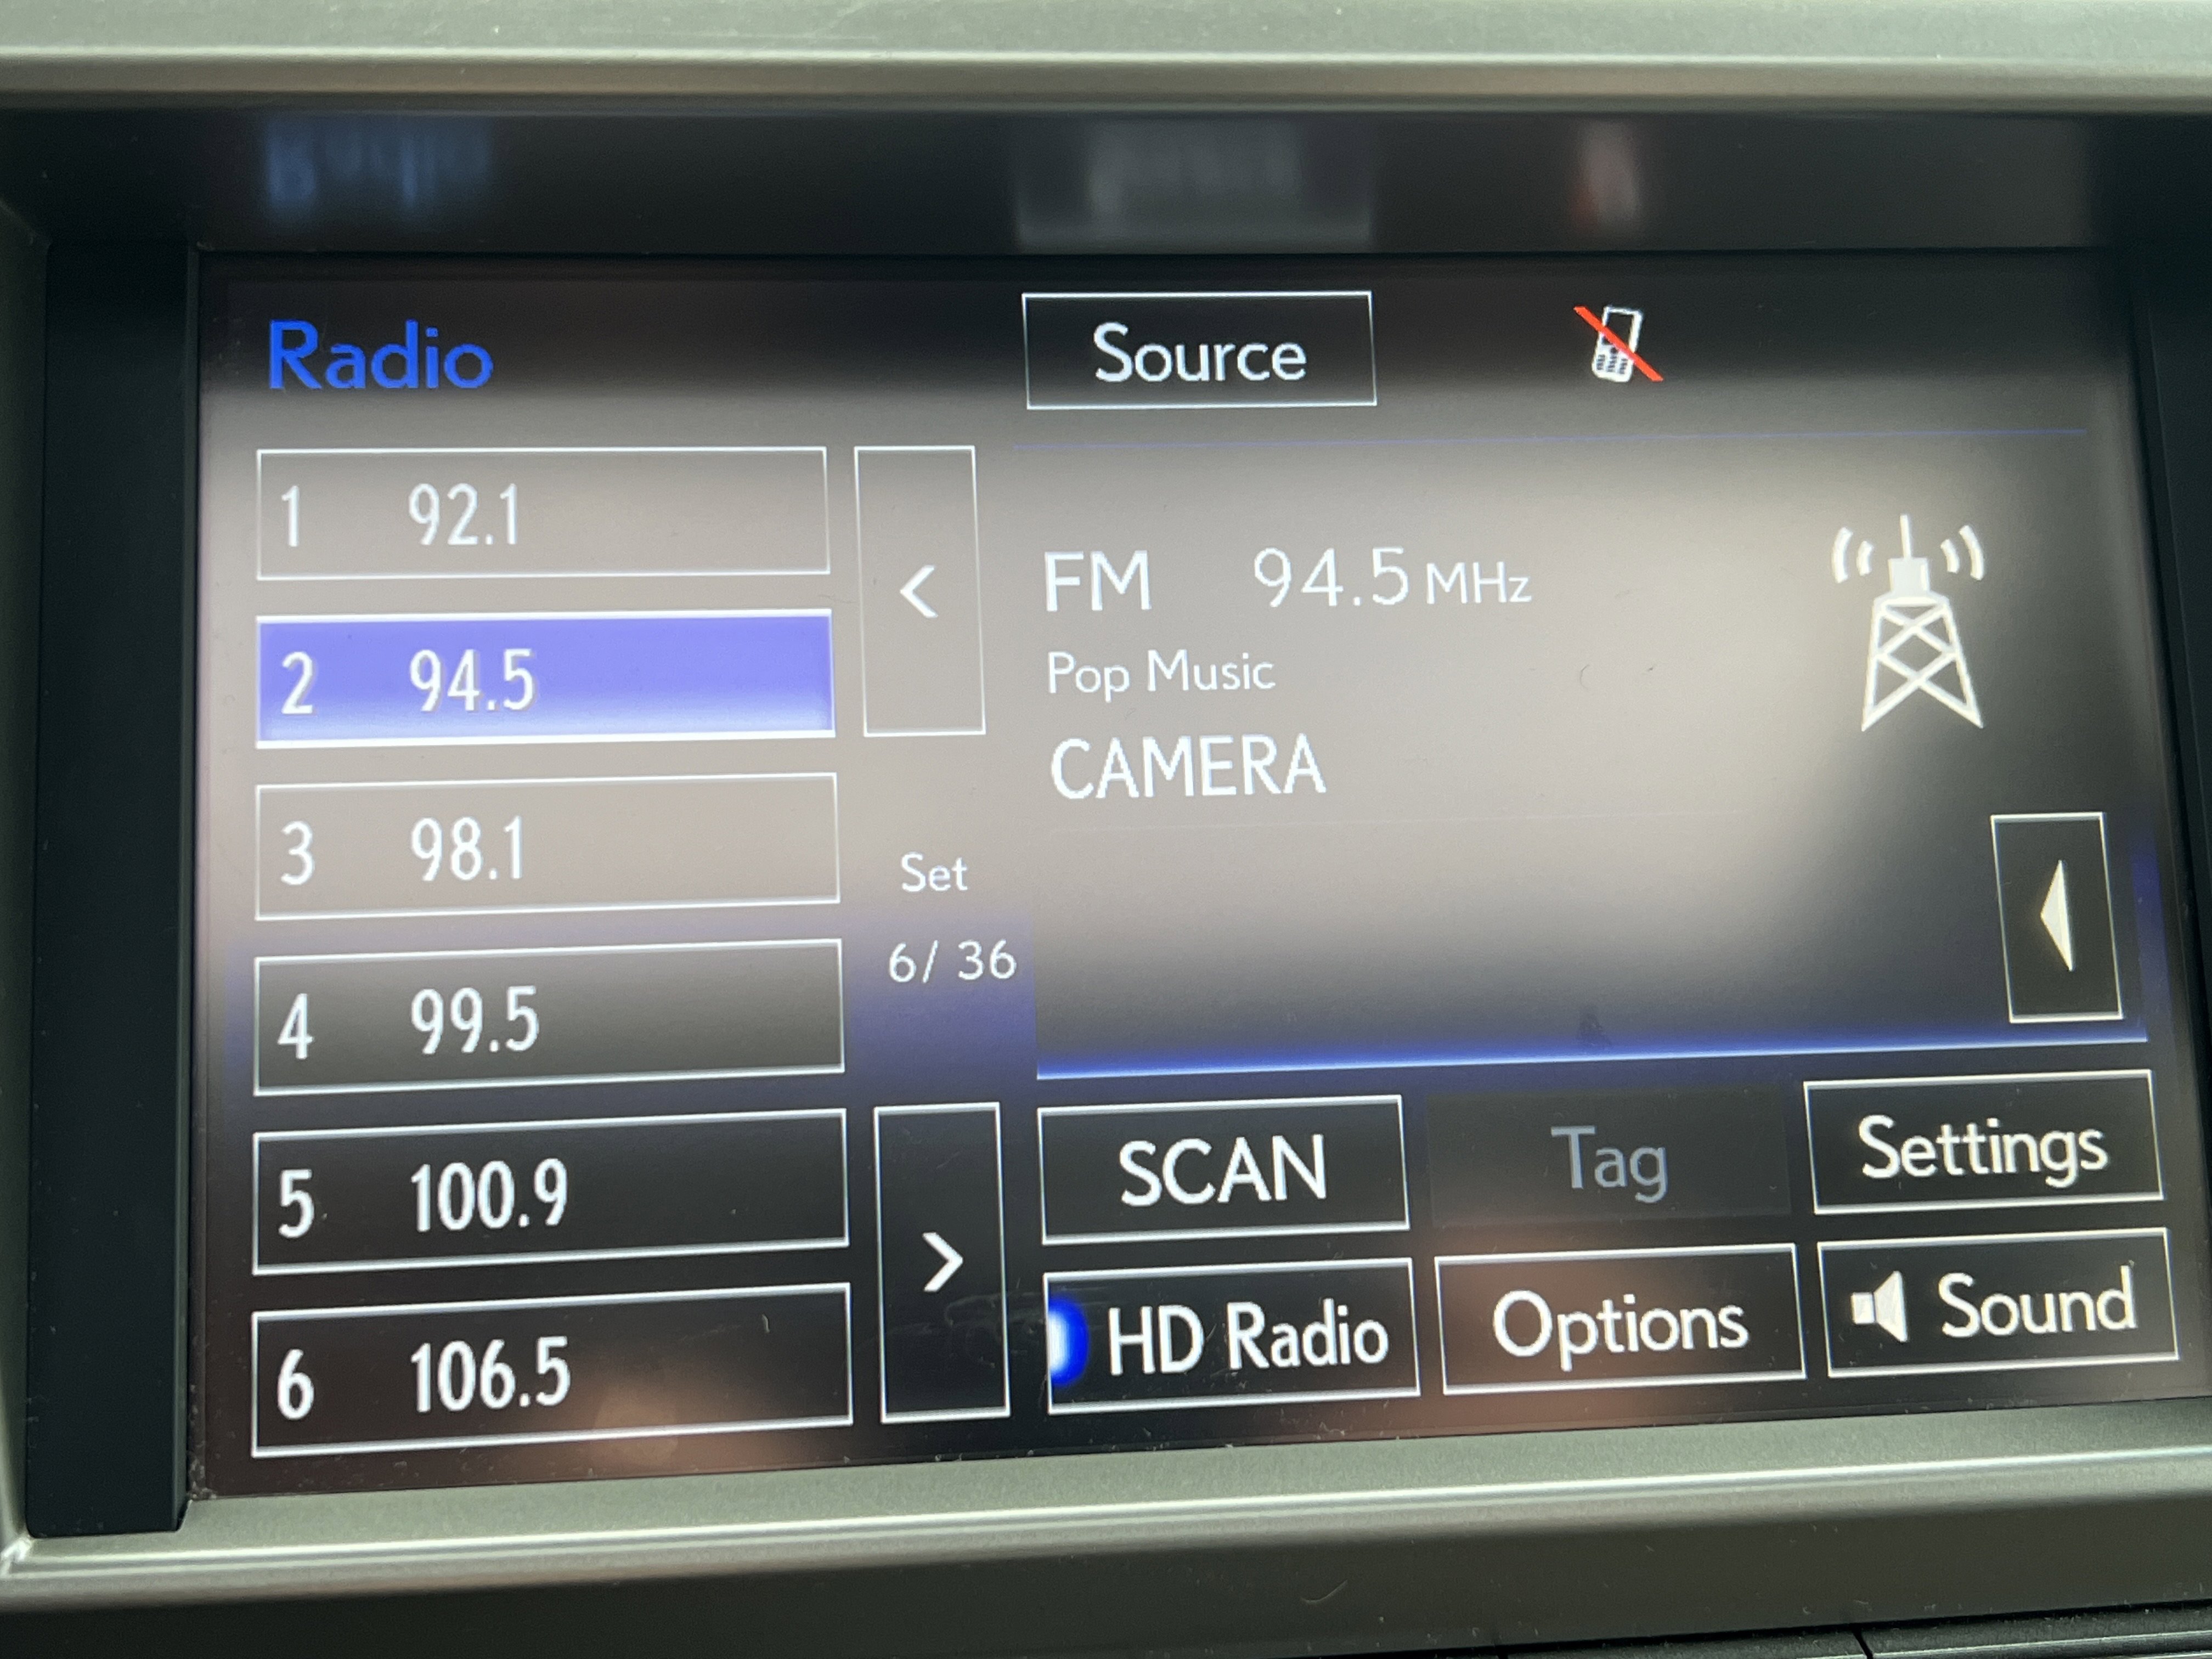 Radio
Source
1 92.1
2 94.5
3 98.1
4 99.5
5 100.9
6 106.5
<
Set
6/ 36
>
FM 94.5 MHz
Pop Music
CAMERA
SCAN
Tag
Settings
HD Radio
Options
Sound